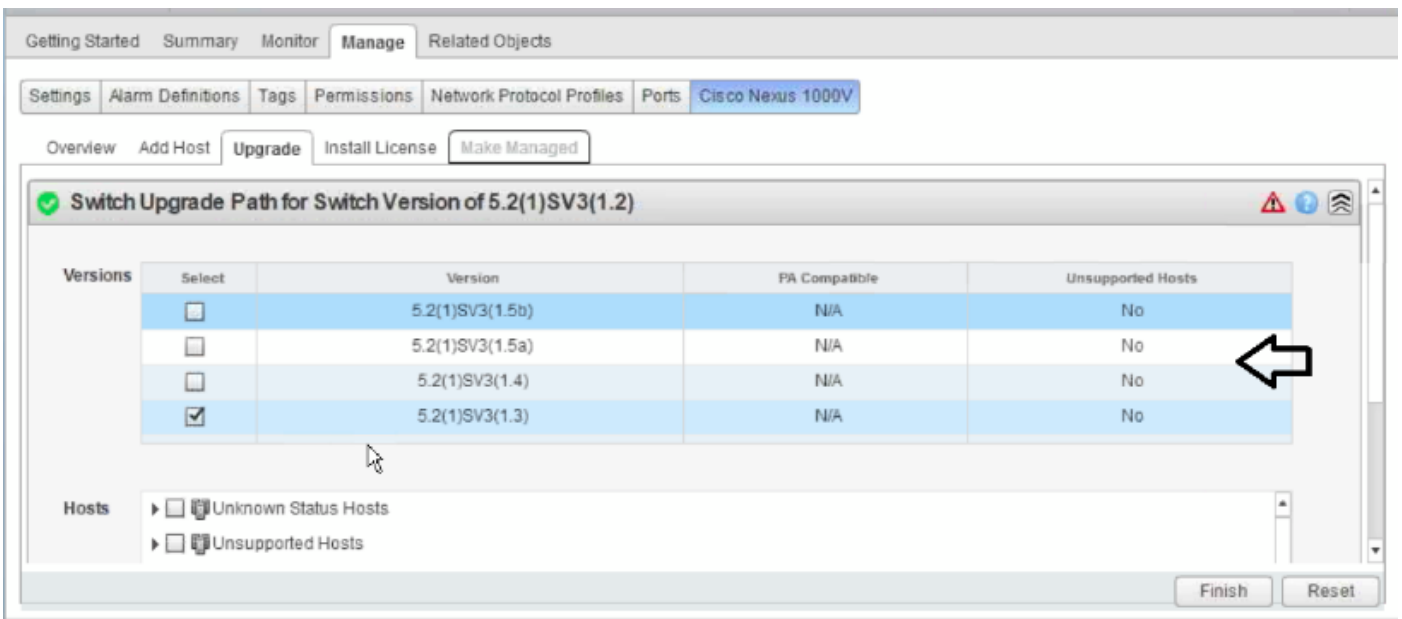 Getting Started Summary Monitor Manage Related Objects
Settings Alarm Definitions Tags Permissions Network Protocol Profiles Ports Cisco Nexus 1000V
Overview Add Host Upgrade Install License Make Managed
Switch Upgrade Path for Switch Version of 5.2(1)SV3(1.2)
Versions Select Version PA Compatible Unsupported Hosts
5.2(1)SV3(1.5b) N/A No
5.2(1)SV3(1.5a) N/A No
5.2(1)SV3(1.4) N/A No
5.2(1)SV3(1.3) N/A No
Hosts Unknown Status Hosts
Unsupported Hosts
Finish Reset